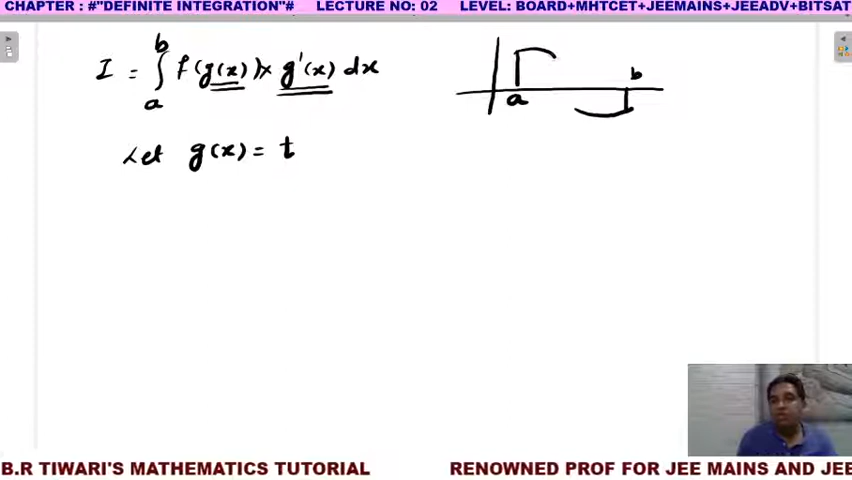 CHAPTER : #"DEFINITE INTEGRATION"# LECTURE NO: 02 LEVEL: BOARD+MHTCET+JEEMAINS+JEEADV+BITSAT
I = ∫_a^b f(g(x)) × g'(x) dx
a b
Let g(x) = t
B.R TIWARI'S MATHEMATICS TUTORIAL RENOWNED PROF FOR JEE MAINS AND JEE